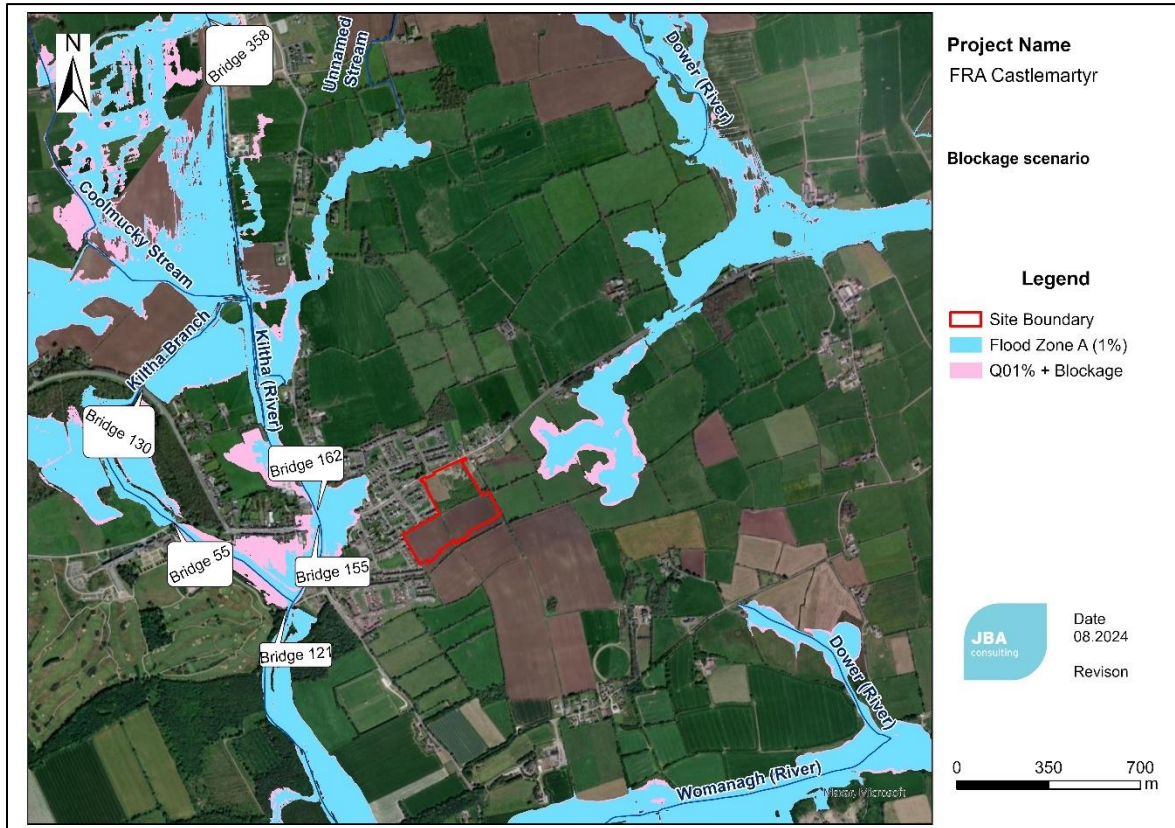 N
Bridge 358
Unnamed
Stream
Dower (River)
Coolmucky Stream
Kiltha Branch
Kiltha (River)
Bridge 130
Bridge 162
Bridge 55
Bridge 155
Bridge 121
Dower (River)
Womanagh (River)
Maxar, Microsoft
Project Name
FRA Castlemartyr
Blockage scenario
Legend
Site Boundary
Flood Zone A (1%)
Q01% + Blockage
JBA
consulting
Date
08.2024
Revison
0 350 700
m